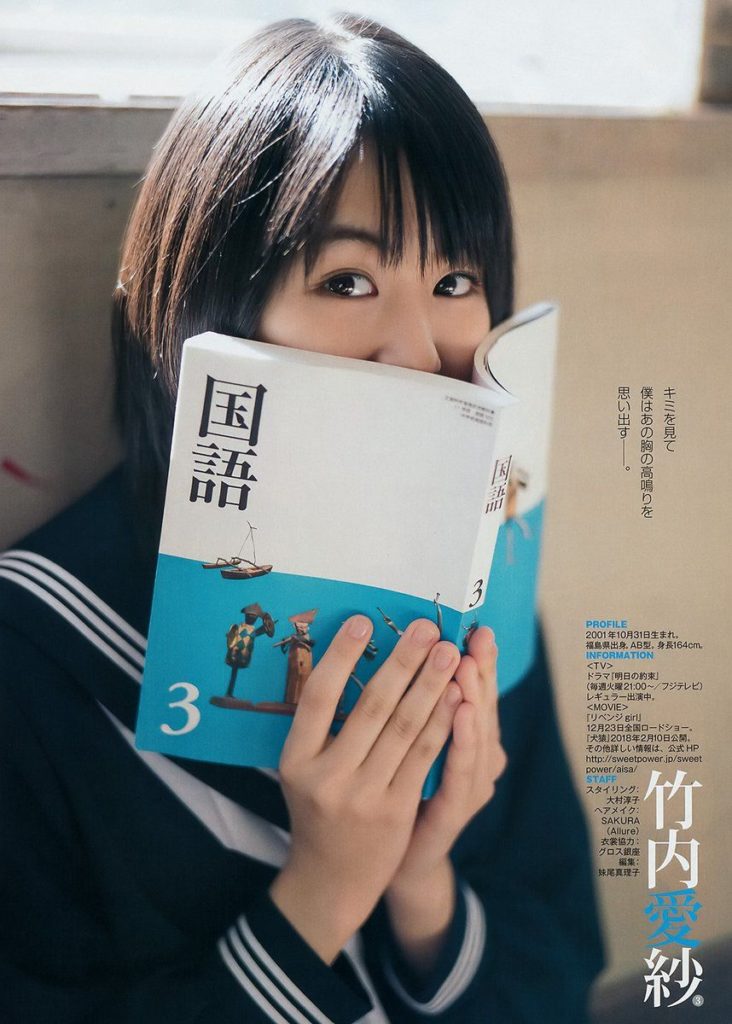 国語
3
国語
3
キミを見て
僕はあの胸の高鳴りを
思い出す――。
PROFILE
2001年10月31日生まれ。
福島県出身。AB型。身長164cm。
INFORMATION
<TV>
ドラマ『明日の約束』
(毎週火曜21:00~/フジテレビ)
レギュラー出演中。
<MOVIE>
『リベンジgirl』
12月23日全国ロードショー。
『犬猿』2018年2月10日公開。
その他詳しい情報は、公式HP
http://sweetpower.jp/sweet
power/aisa/
STAFF
スタイリング:
大村淳子
ヘアメイク:
SAKURA
(Allure)
衣裳協力:
グロス銀座
編集:
妹尾真理子
竹内愛紗
③